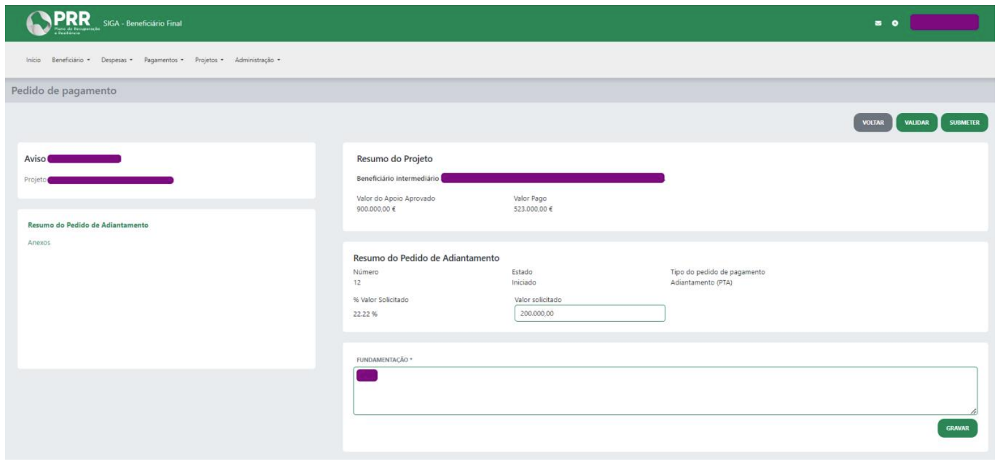 PRR
Plano de Recuperação
e Resiliência
SIGA - Beneficiário Final
Início Beneficiário Despesas Pagamentos Projetos Administração
Pedido de pagamento
VOLTAR VALIDAR SUBMETER
Aviso
Projeto
Resumo do Pedido de Adiantamento
Anexos
Resumo do Projeto
Beneficiário intermediário
Valor do Apoio Aprovado Valor Pago
900.000,00 € 523.000,00 €
Resumo do Pedido de Adiantamento
Número Estado Tipo do pedido de pagamento
12 Iniciado Adiantamento (PTA)
% Valor Solicitado Valor solicitado
22.22 % 200.000,00
FUNDAMENTAÇÃO *
GRAVAR